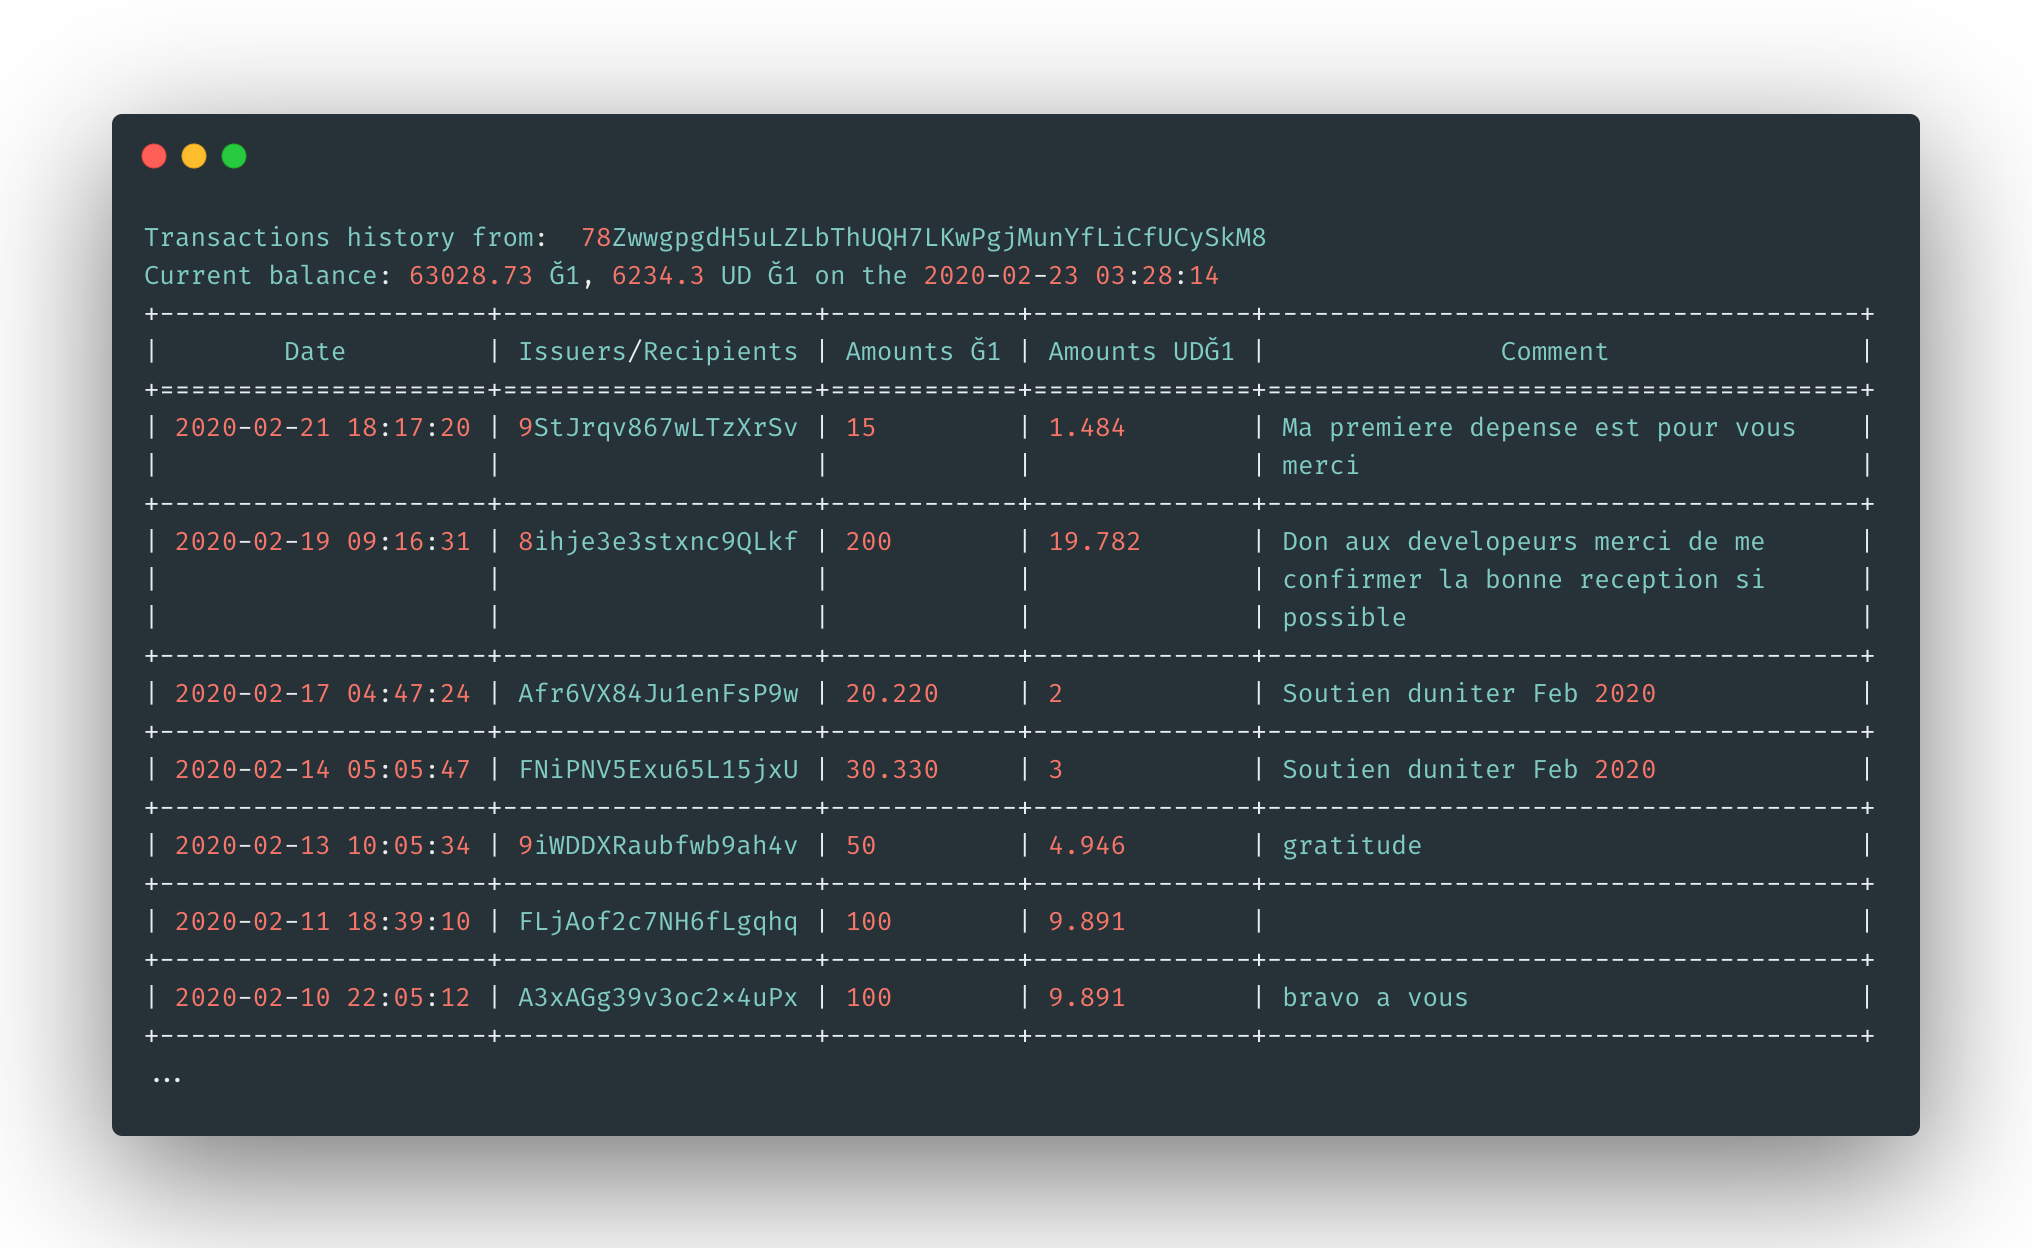 Transactions history from:  78ZwwgpgdH5uLZLbThUQH7LKwPgjMunYfLiCfUCySkM8
Current balance: 63028.73 Ğ1, 6234.3 UD Ğ1 on the 2020-02-23 03:28:14
+---------------------+--------------------+------------+--------------+--------------------------------------+
|        Date         | Issuers/Recipients | Amounts Ğ1 | Amounts UDĞ1 |               Comment                |
+=====================+====================+============+==============+======================================+
| 2020-02-21 18:17:20 | 9StJrqv867wLTzXrSv | 15         | 1.484        | Ma premiere depense est pour vous    |
|                     |                    |            |              | merci                                |
+---------------------+--------------------+------------+--------------+--------------------------------------+
| 2020-02-19 09:16:31 | 8ihje3e3stxnc9QLkf | 200        | 19.782       | Don aux developeurs merci de me      |
|                     |                    |            |              | confirmer la bonne reception si      |
|                     |                    |            |              | possible                             |
+---------------------+--------------------+------------+--------------+--------------------------------------+
| 2020-02-17 04:47:24 | Afr6VX84Ju1enFsP9w | 20.220     | 2            | Soutien duniter Feb 2020             |
+---------------------+--------------------+------------+--------------+--------------------------------------+
| 2020-02-14 05:05:47 | FNiPNV5Exu65L15jxU | 30.330     | 3            | Soutien duniter Feb 2020             |
+---------------------+--------------------+------------+--------------+--------------------------------------+
| 2020-02-13 10:05:34 | 9iWDDXRaubfwb9ah4v | 50         | 4.946        | gratitude                            |
+---------------------+--------------------+------------+--------------+--------------------------------------+
| 2020-02-11 18:39:10 | FLjAof2c7NH6fLgqhq | 100        | 9.891        |                                      |
+---------------------+--------------------+------------+--------------+--------------------------------------+
| 2020-02-10 22:05:12 | A3xAGg39v3oc2×4uPx | 100        | 9.891        | bravo a vous                         |
+---------------------+--------------------+------------+--------------+--------------------------------------+
...